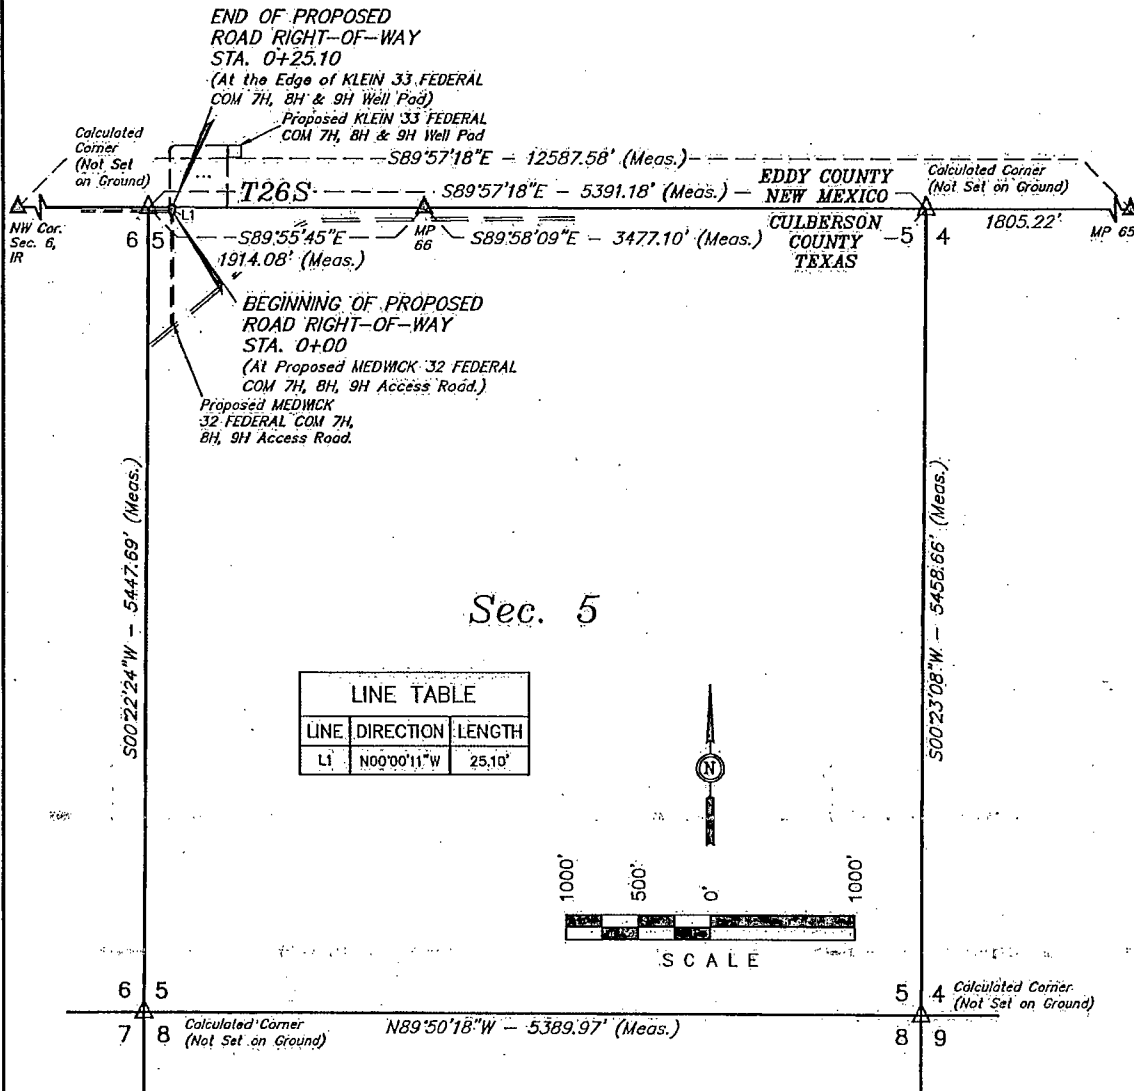 END OF PROPOSED
ROAD RIGHT-OF-WAY
STA. 0+25.10
(At the Edge of KLEIN 33 FEDERAL
COM 7H, 8H & 9H Well Pad)
Proposed KLEIN 33 FEDERAL
COM 7H, 8H & 9H Well Pad
Calculated
Corner
(Not Set
on Ground)
S89°57'18"E - 12587.58' (Meas.)
T26S
S89°57'18"E - 5391.18' (Meas.)
EDDY COUNTY
NEW MEXICO
Calculated Corner
(Not Set on Ground)
NW Cor.
Sec. 6,
IR
6 5
L1
S89°55'45"E
1914.08' (Meas.)
MP
66
S89°58'09"E - 3477.10' (Meas.)
CULBERSON
COUNTY
TEXAS
5 4
1805.22'
MP 65
BEGINNING OF PROPOSED
ROAD RIGHT-OF-WAY
STA. 0+00
(At Proposed MEDWICK 32 FEDERAL
COM 7H, 8H, 9H Access Road.)
Proposed MEDWICK
32 FEDERAL COM 7H,
8H, 9H Access Road.
S00°22'24"W - 5447.69' (Meas.)
S00°23'08"W - 5458.66' (Meas.)
Sec. 5
LINE TABLE
LINE DIRECTION LENGTH
L1 N00°00'11"W 25.10'
N
1000' 500' 0' 1000'
SCALE
6 5
7 8
Calculated Corner
(Not Set on Ground)
N89°50'18"W - 5389.97' (Meas.)
5 4
8 9
Calculated Corner
(Not Set on Ground)